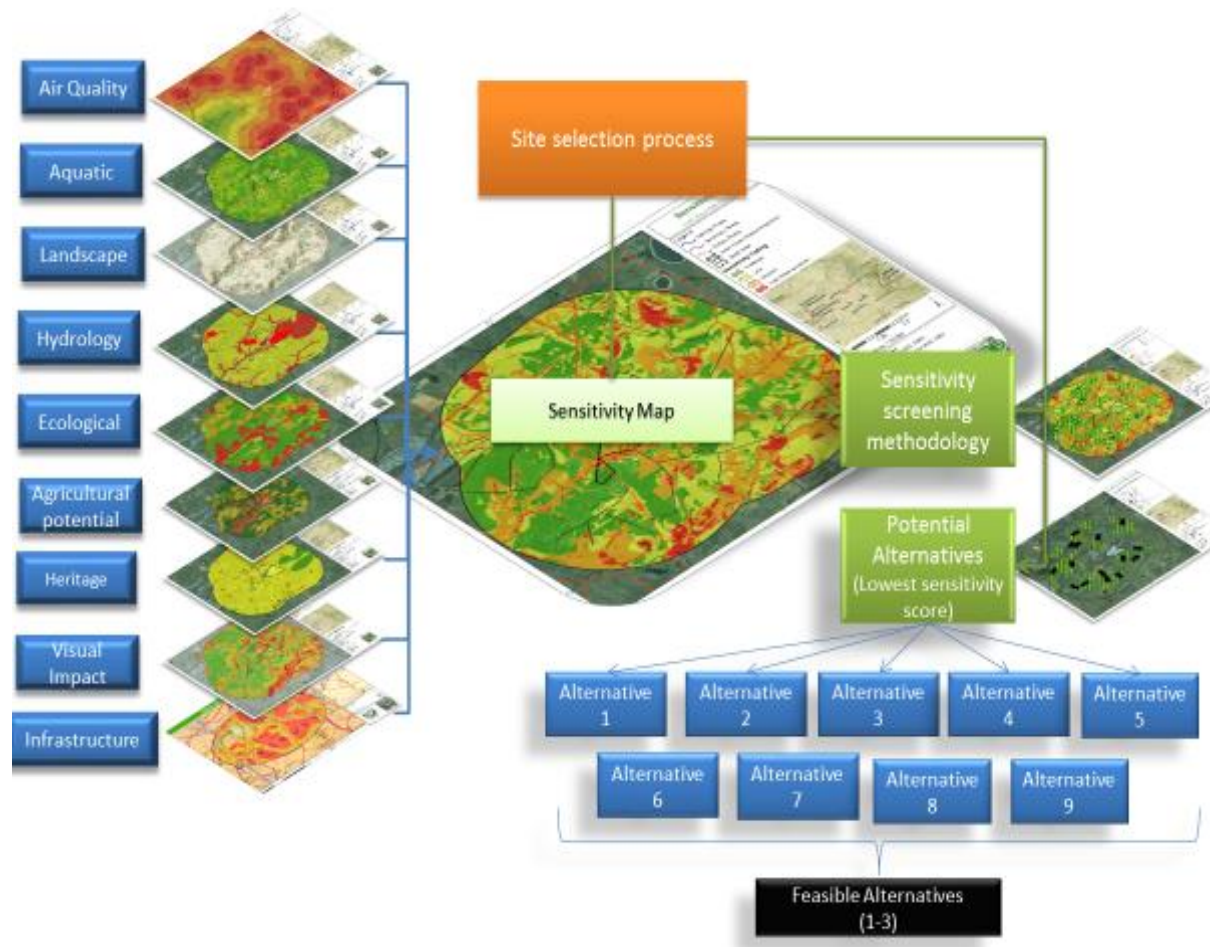 Air Quality
Aquatic
Landscape
Hydrology
Ecological
Agricultural
potential
Heritage
Visual
Impact
Infrastructure
Site selection process
Sensitivity Map
Sensitivity
screening
methodology
Potential
Alternatives
(Lowest sensitivity
score)
Alternative
1
Alternative
2
Alternative
3
Alternative
4
Alternative
5
Alternative
6
Alternative
7
Alternative
8
Alternative
9
Feasible Alternatives
(1-3)